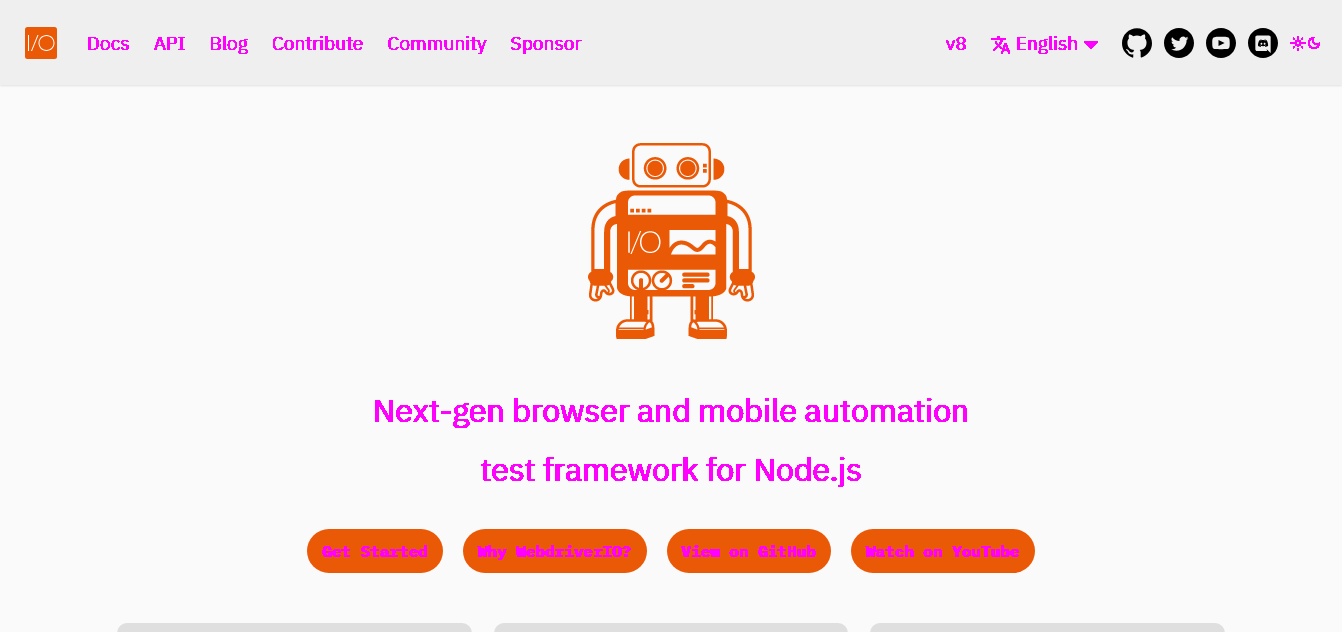 I/O
Docs API Blog Contribute Community Sponsor v8 English
I/O
Next-gen browser and mobile automation
test framework for Node.js
Get Started Why WebdriverIO? View on GitHub Watch on YouTube